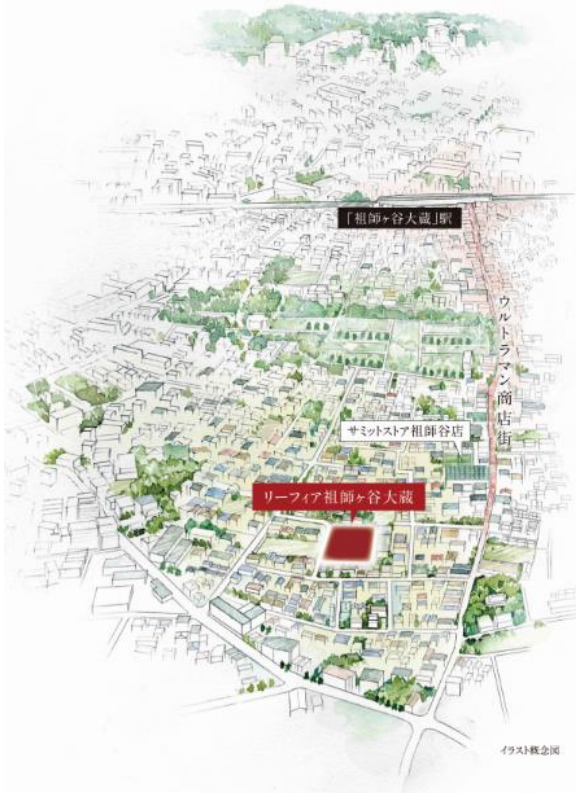 「祖師ヶ谷大蔵」駅
ウルトラマン商店街
サミットストア祖師谷店
リーフィア祖師ヶ谷大蔵
イラスト概念図